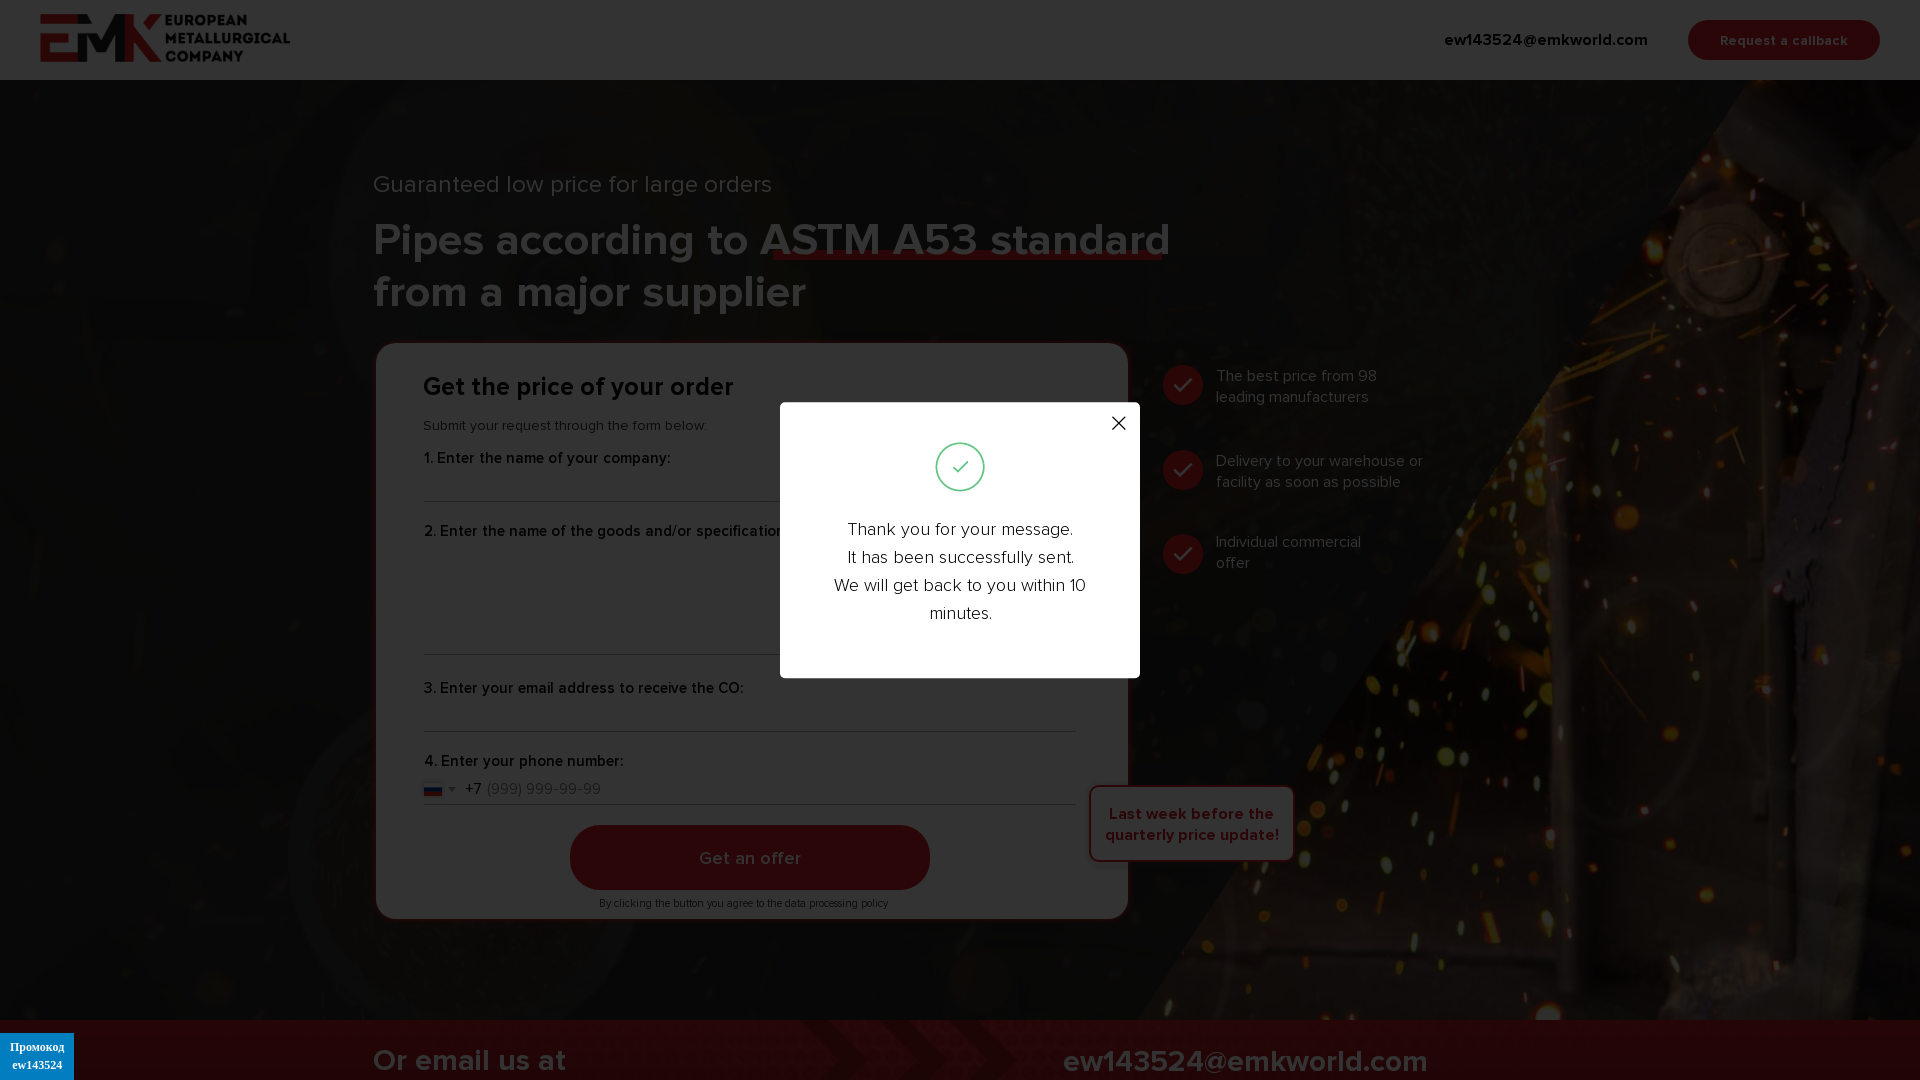 EMK EUROPEAN
METALLURGICAL
COMPANY
ew143524@emkworld.com
Request a callback
Guaranteed low price for large orders
Pipes according to ASTM A53 standard
from a major supplier
Get the price of your order
Submit your request through the form below:
1. Enter the name of your company:
2. Enter the name of the goods and/or specification
3. Enter your email address to receive the CO:
4. Enter your phone number:
+7 (999) 999-99-99
Get an offer
By clicking the button you agree to the data processing policy
The best price from 98
leading manufacturers
Delivery to your warehouse or
facility as soon as possible
Individual commercial
offer
Last week before the
quarterly price update!
Thank you for your message.
It has been successfully sent.
We will get back to you within 10
minutes.
Or email us at
ew143524@emkworld.com
Промокод
ew143524